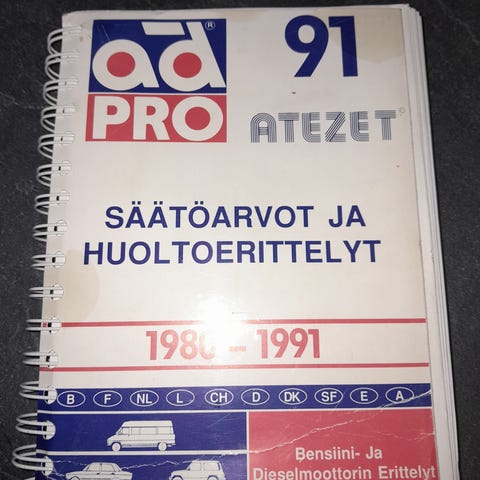 ad®
PRO
91
ATEZET
SÄÄTÖARVOT JA
HUOLTOERITTELYT
1980 – 1991
B F NL L CH D DK SF E A
Bensiini- Ja
Dieselmoottorin Erittelyt